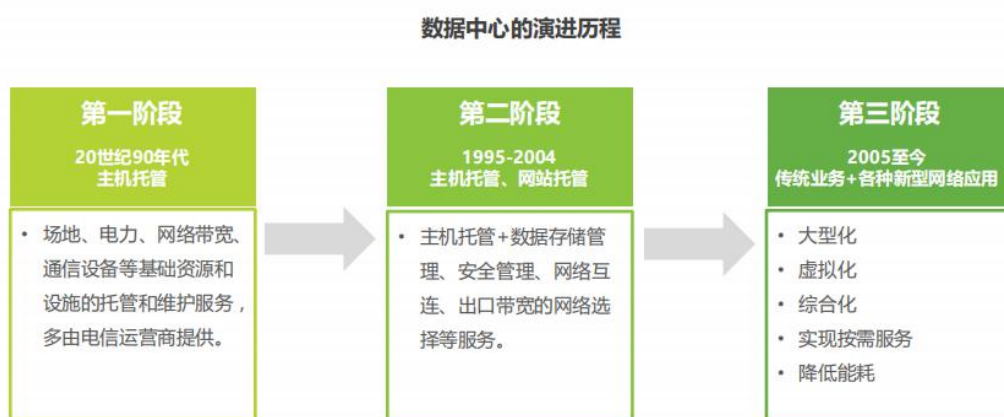 数据中心的演进历程
第一阶段
20世纪90年代
主机托管
• 场地、电力、网络带宽、
通信设备等基础资源和
设施的托管和维护服务，
多由电信运营商提供。
第二阶段
1995-2004
主机托管、网站托管
• 主机托管+数据存储管
理、安全管理、网络互
连、出口带宽的网络选
择等服务。
第三阶段
2005至今
传统业务+各种新型网络应用
• 大型化
• 虚拟化
• 综合化
• 实现按需服务
• 降低能耗